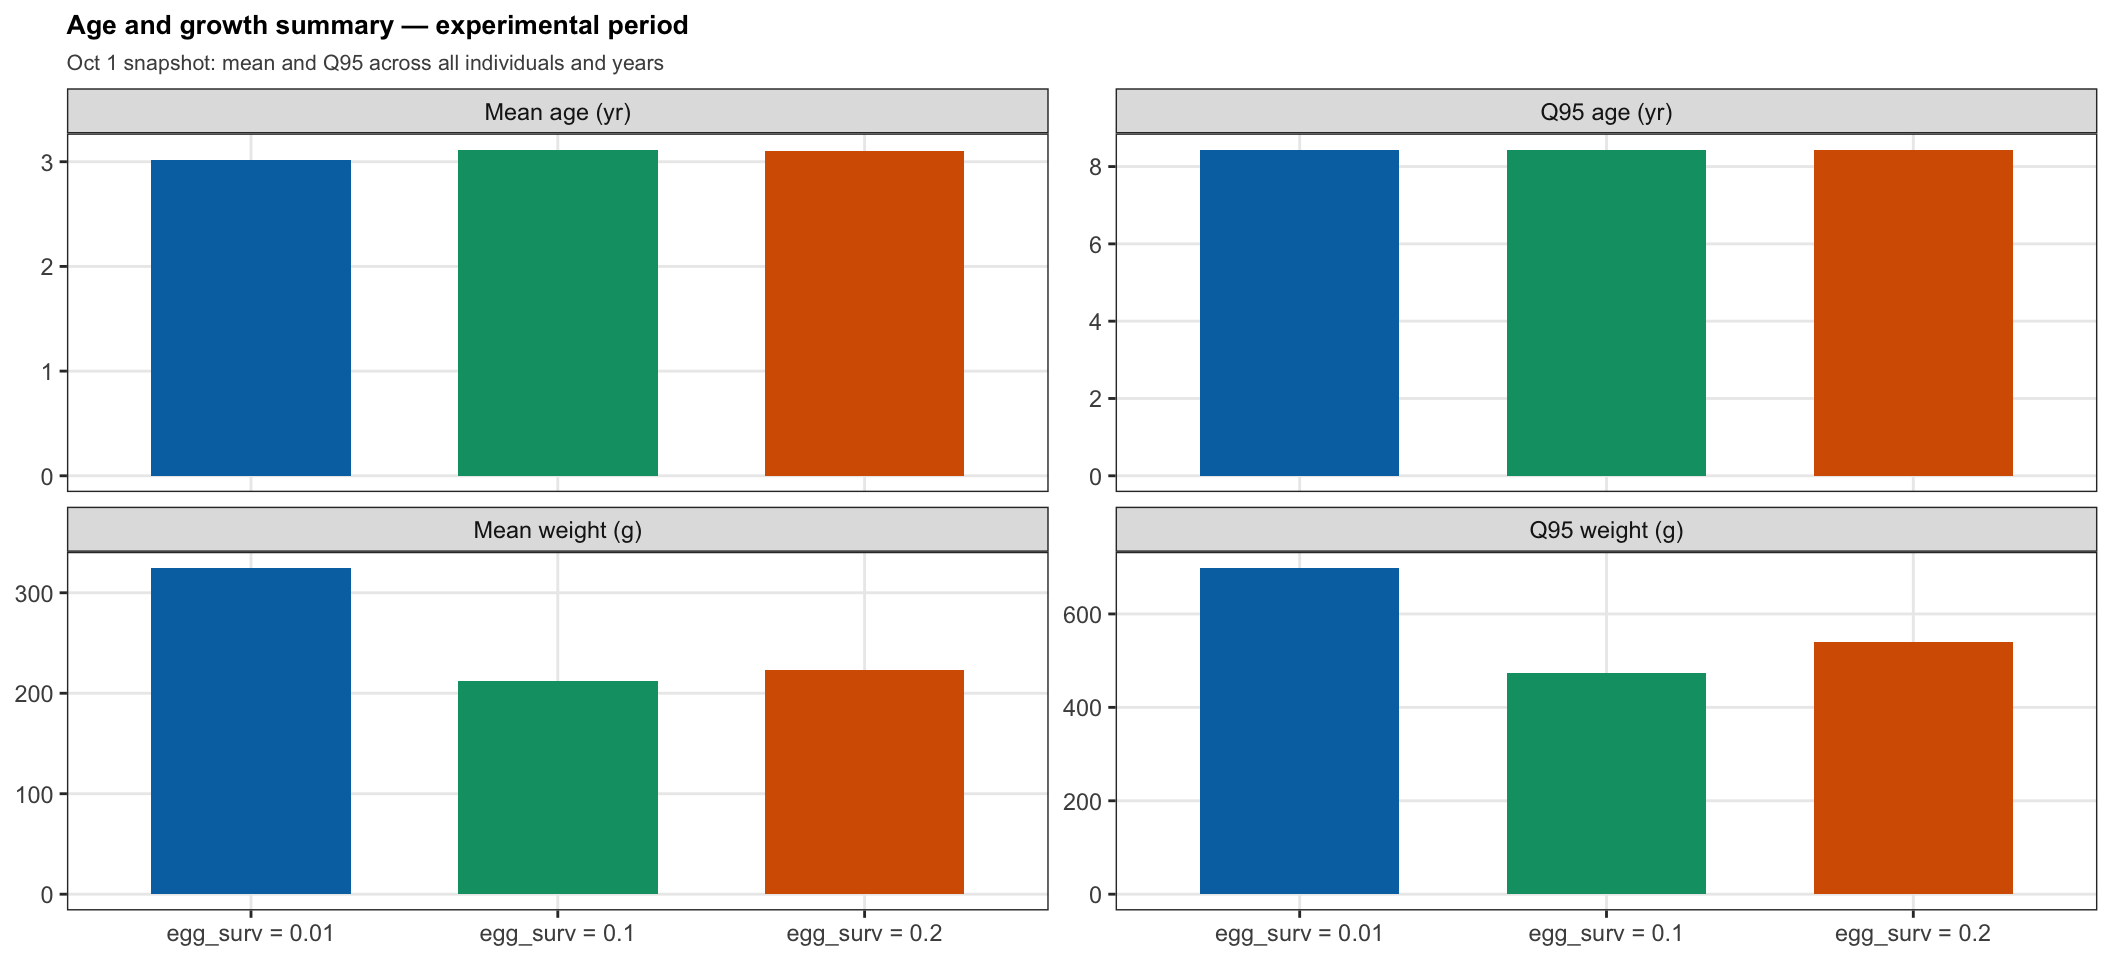 Age and growth summary — experimental period
Oct 1 snapshot: mean and Q95 across all individuals and years
Mean age (yr)
3
2
1
0
Q95 age (yr)
8
6
4
2
0
Mean weight (g)
300
200
100
0
egg_surv = 0.01
egg_surv = 0.1
egg_surv = 0.2
Q95 weight (g)
600
400
200
0
egg_surv = 0.01
egg_surv = 0.1
egg_surv = 0.2